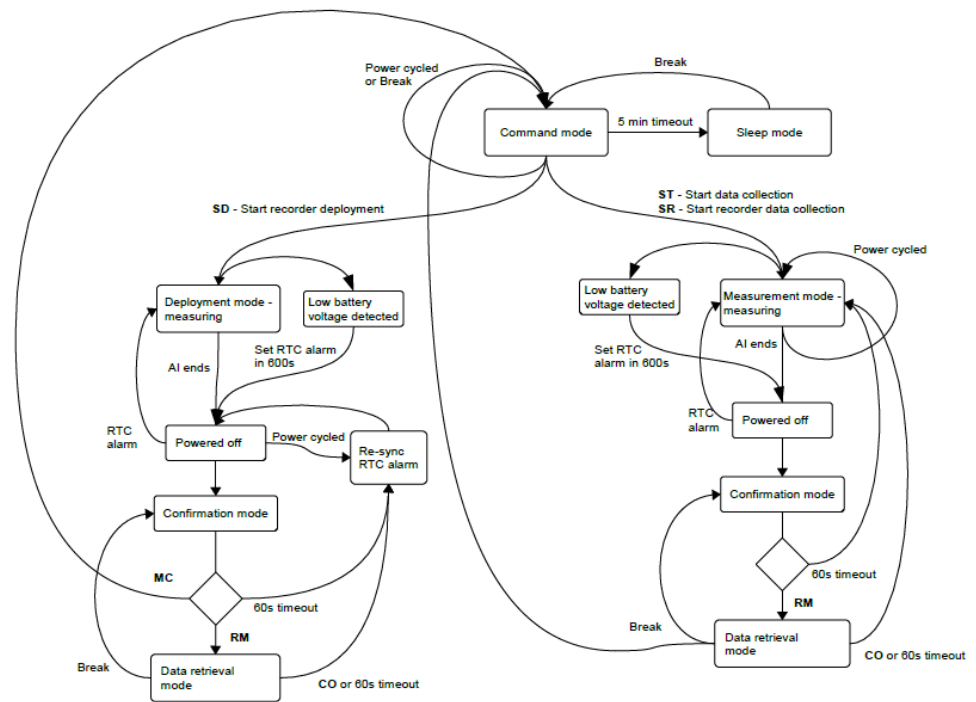 Power cycled
or Break
Break
Command mode
5 min timeout
Sleep mode
SD - Start recorder deployment
ST - Start data collection
SR - Start recorder data collection
Power cycled
Deployment mode -
measuring
Low battery
voltage detected
Low battery
voltage detected
Measurement mode -
measuring
AI ends
Set RTC alarm
in 600s
Set RTC
alarm in 600s
AI ends
RTC
alarm
Powered off
Power cycled
Re-sync
RTC alarm
RTC
alarm
Powered off
Confirmation mode
Confirmation mode
MC
60s timeout
60s timeout
RM
RM
Break
Data retrieval
mode
CO or 60s timeout
Break
Data retrieval
mode
CO or 60s timeout